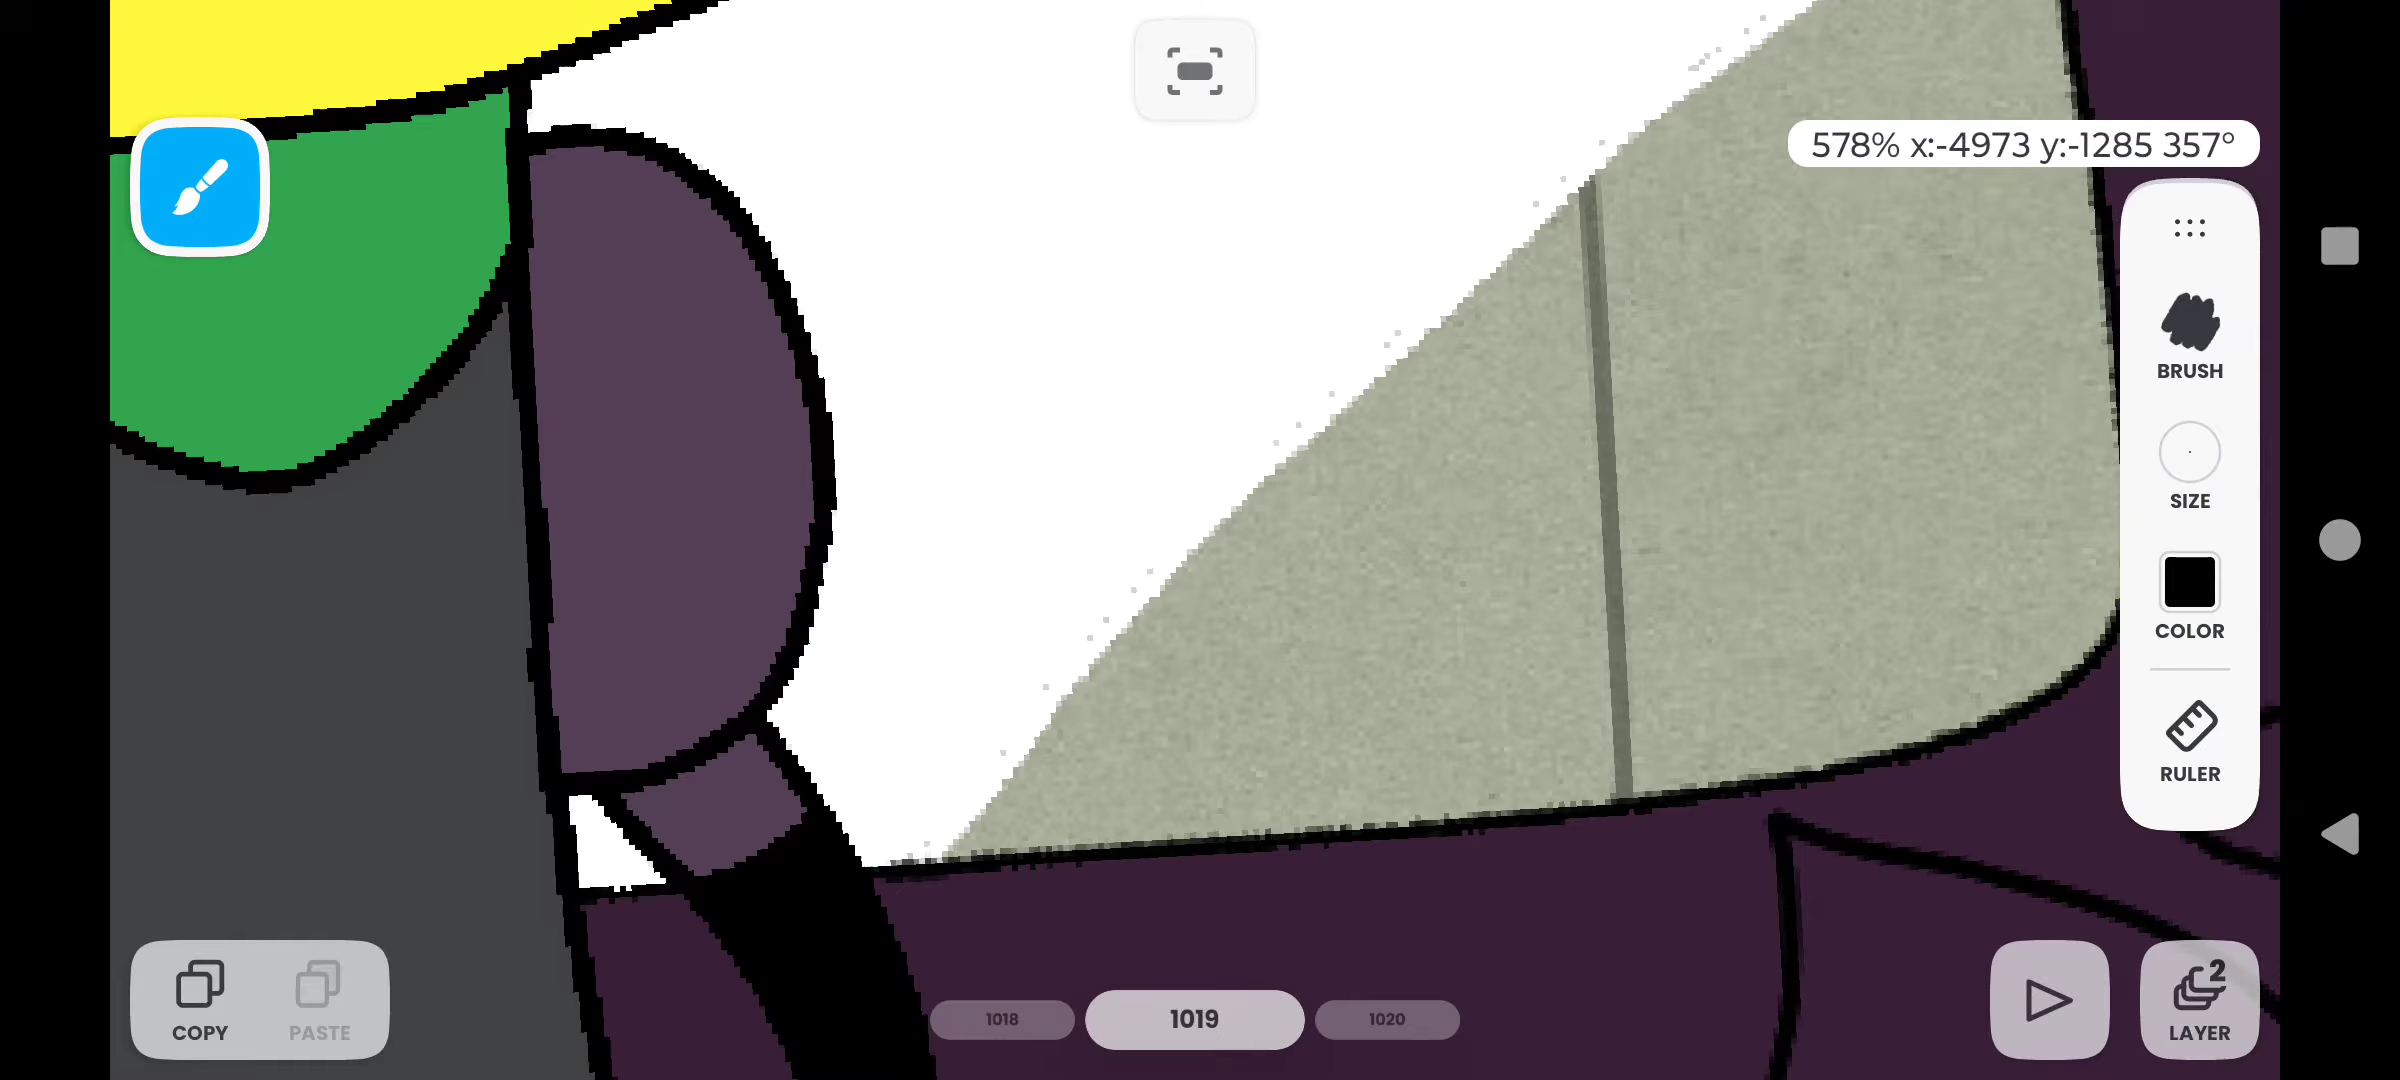 578% x:-4973 y:-1285 357°
BRUSH
SIZE
COLOR
RULER
COPY
PASTE
1018
1019
1020
2
LAYER